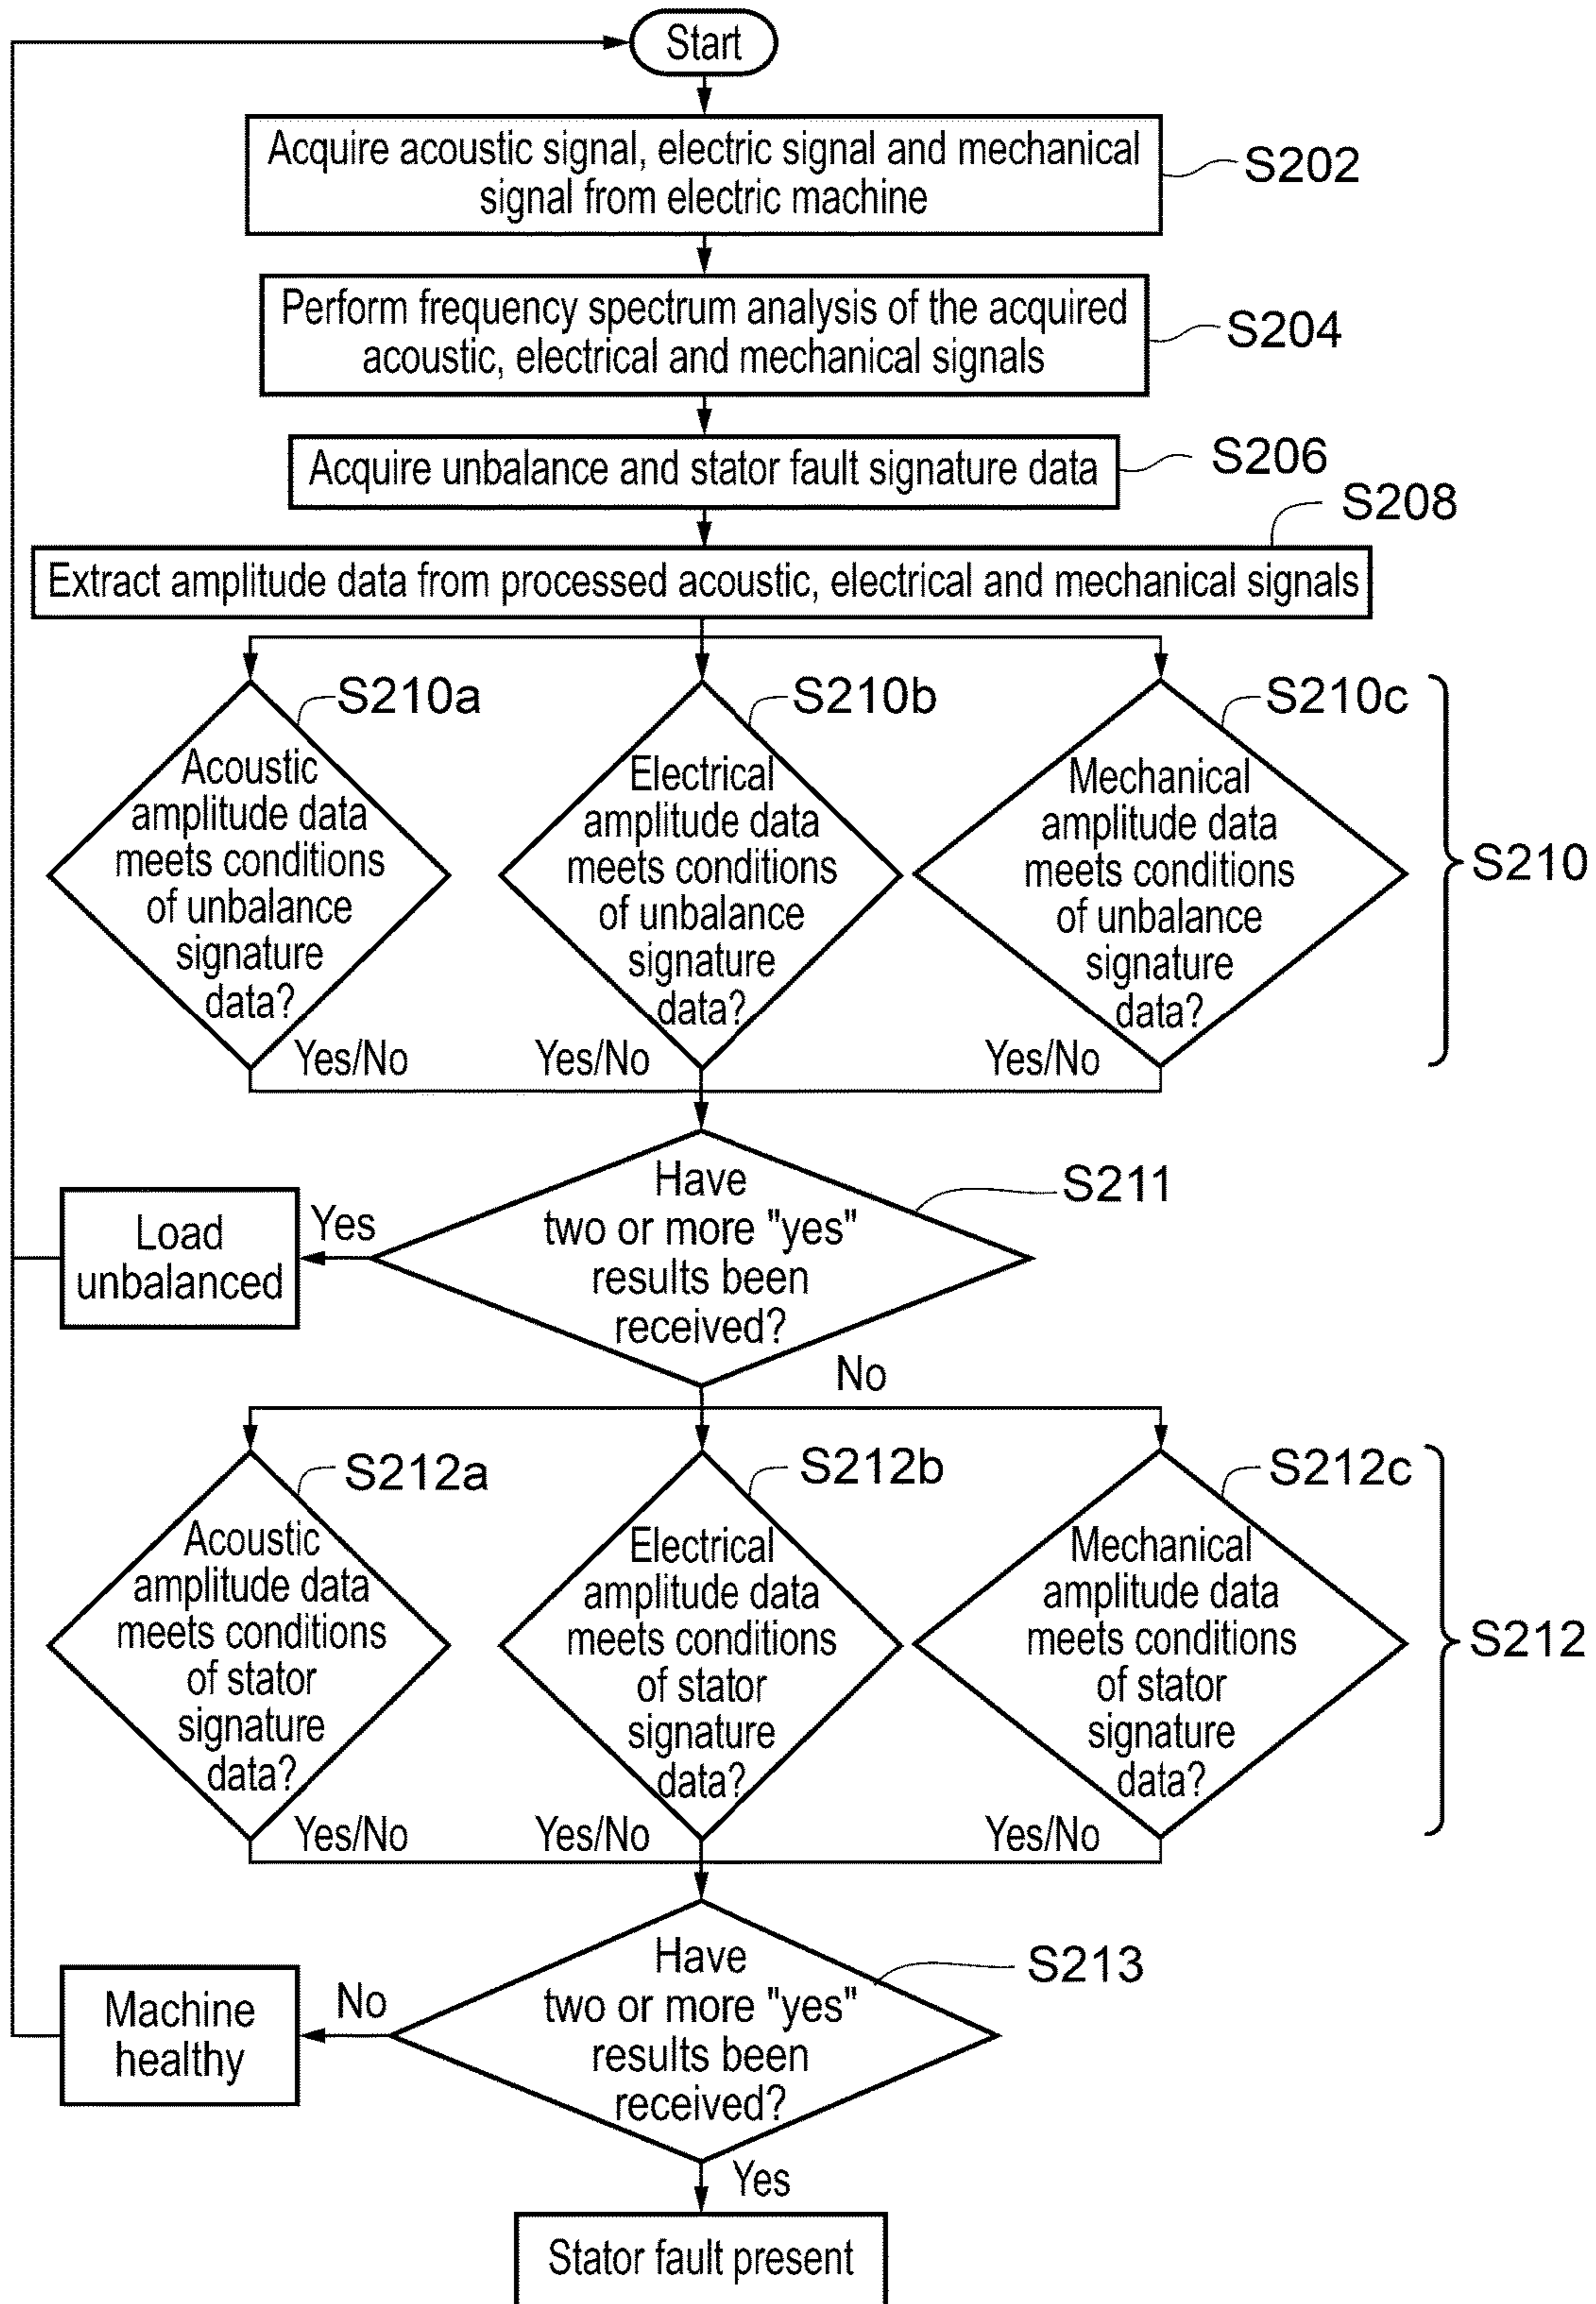 Start
Acquire acoustic signal, electric signal and mechanical
signal from electric machine
S202
Perform frequency spectrum analysis of the acquired
acoustic, electrical and mechanical signals
S204
Acquire unbalance and stator fault signature data
S206
S208
Extract amplitude data from processed acoustic, electrical and mechanical signals
S210a
Acoustic
amplitude data
meets conditions
of unbalance
signature
data?
Yes/No
S210b
Electrical
amplitude data
meets conditions
of unbalance
signature
data?
Yes/No
S210c
Mechanical
amplitude data
meets conditions
of unbalance
signature
data?
Yes/No
S210
Have
two or more "yes"
results been
received?
S211
Yes
Load
unbalanced
No
S212a
Acoustic
amplitude data
meets conditions
of stator
signature
data?
Yes/No
S212b
Electrical
amplitude data
meets conditions
of stator
signature
data?
Yes/No
S212c
Mechanical
amplitude data
meets conditions
of stator
signature
data?
Yes/No
S212
Have
two or more "yes"
results been
received?
S213
No
Machine
healthy
Yes
Stator fault present